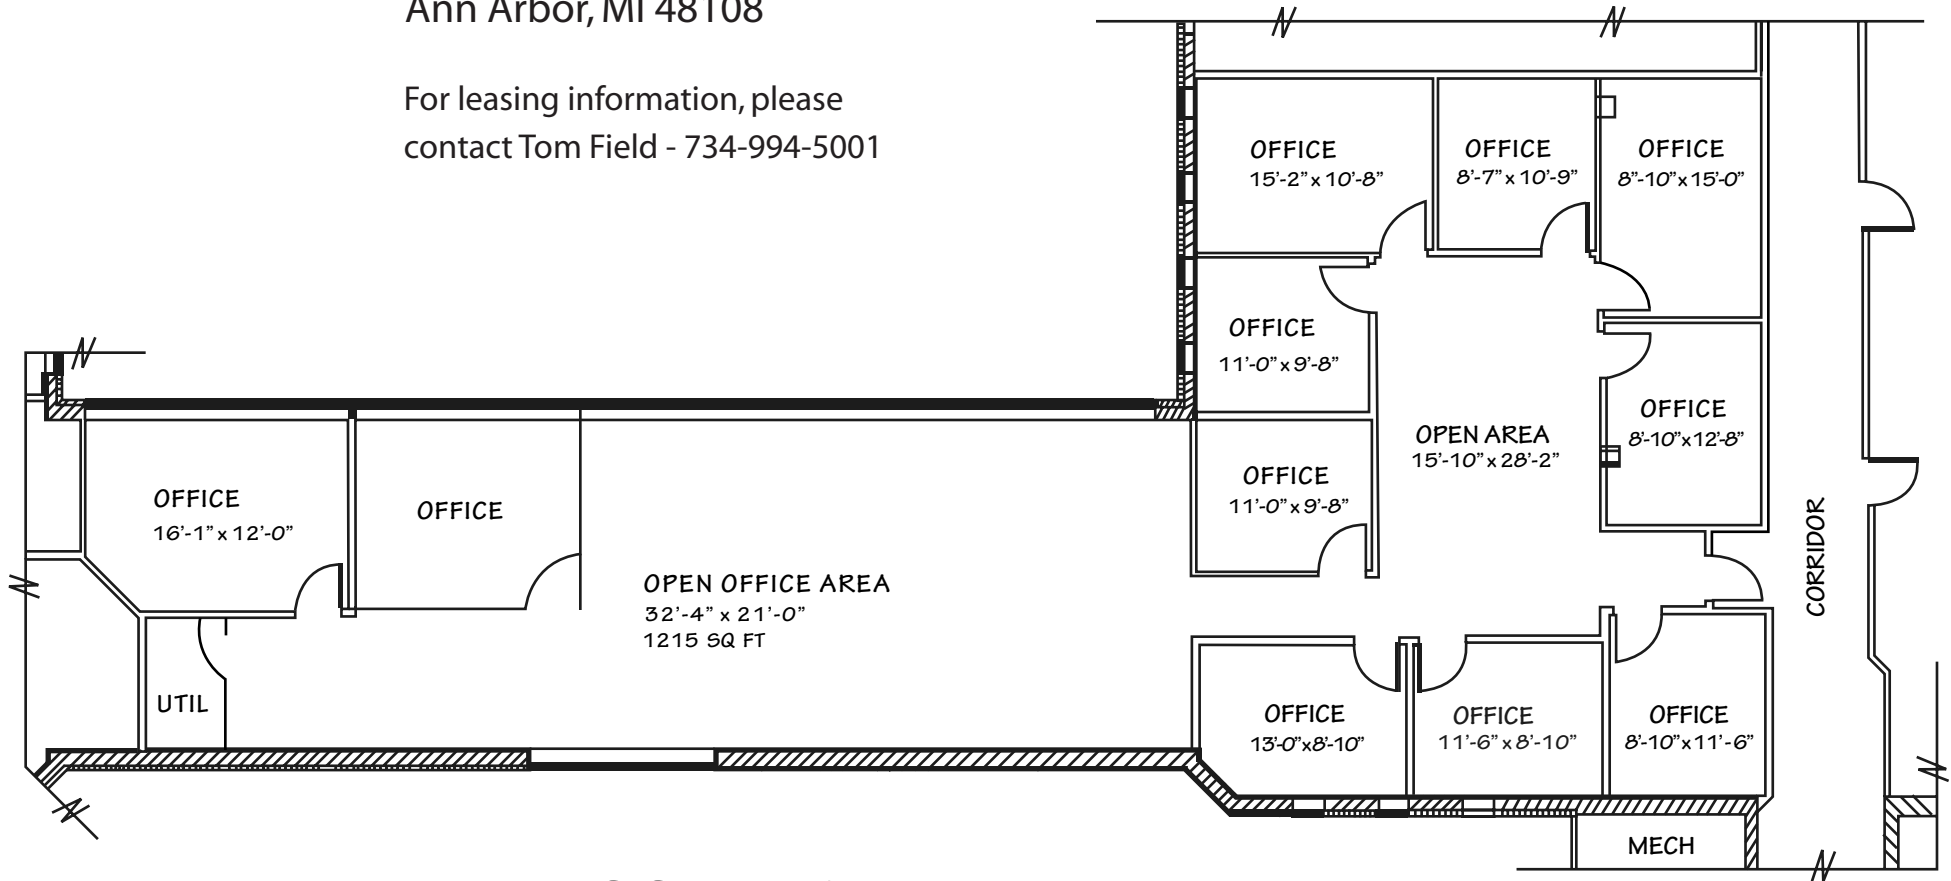 Ann Arbor, MI 48108
For leasing information, please
contact Tom Field - 734-994-5001
OFFICE
15'-2" x 10'-8"
OFFICE
8'-7" x 10'-9"
OFFICE
8"-10" x 15'-0"
OFFICE
11'-0" x 9'-8"
OFFICE
8'-10" x 12'-8"
OPEN AREA
15'-10" x 28'-2"
OFFICE
11'-0" x 9'-8"
OFFICE
16'-1" x 12'-0"
OFFICE
OPEN OFFICE AREA
32'-4" x 21'-0"
1215 SQ FT
CORRIDOR
UTIL
OFFICE
13'-0" x 8'-10"
OFFICE
11'-6" x 8'-10"
OFFICE
8'-10" x 11'-6"
MECH